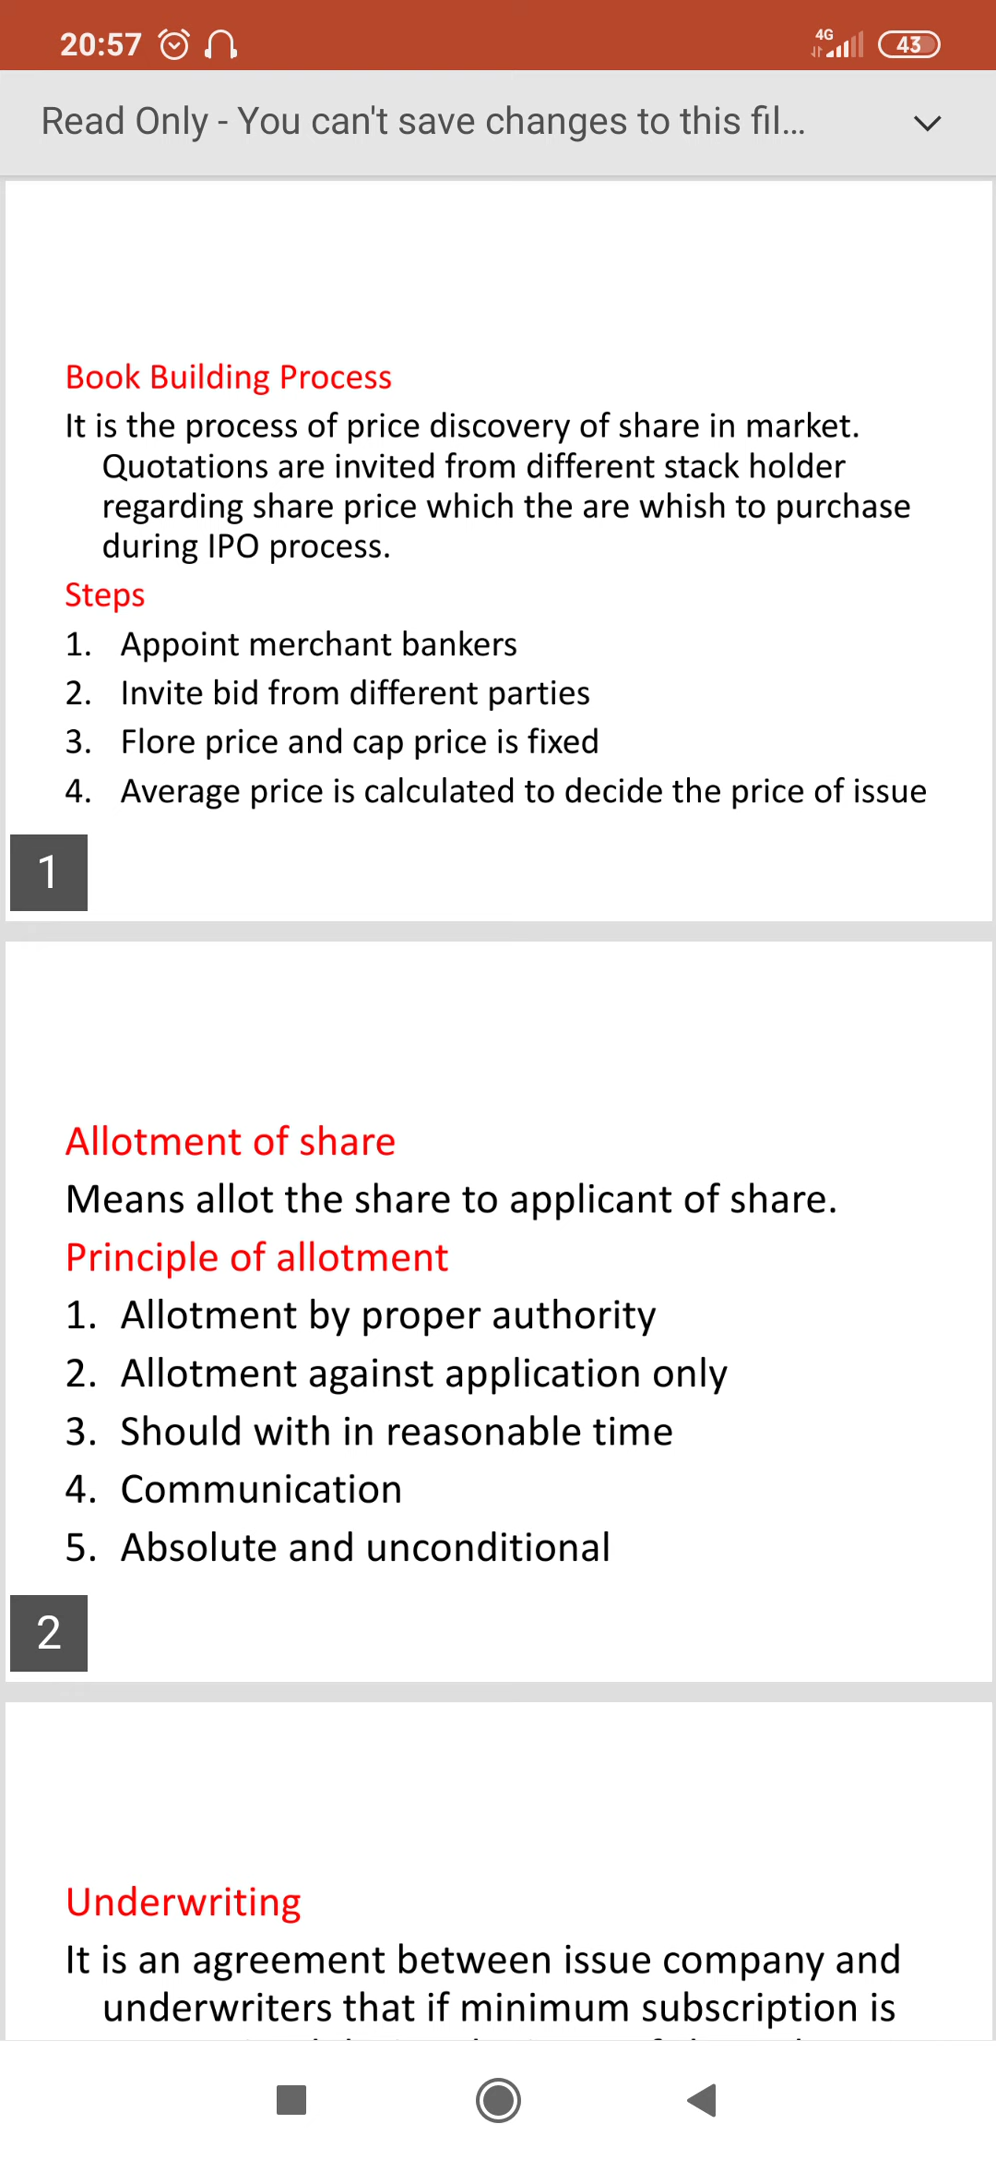 20:57
4G
43
Read Only - You can't save changes to this fil...
Book Building Process
It is the process of price discovery of share in market.
Quotations are invited from different stack holder
regarding share price which the are whish to purchase
during IPO process.
Steps
1. Appoint merchant bankers
2. Invite bid from different parties
3. Flore price and cap price is fixed
4. Average price is calculated to decide the price of issue
1
Allotment of share
Means allot the share to applicant of share.
Principle of allotment
1. Allotment by proper authority
2. Allotment against application only
3. Should with in reasonable time
4. Communication
5. Absolute and unconditional
2
Underwriting
It is an agreement between issue company and
underwriters that if minimum subscription is